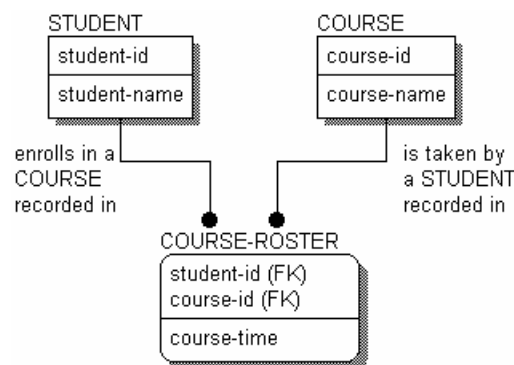 STUDENT
student-id
student-name
COURSE
course-id
course-name
enrolls in a
COURSE
recorded in
is taken by
a STUDENT
recorded in
COURSE-ROSTER
student-id (FK)
course-id (FK)
course-time